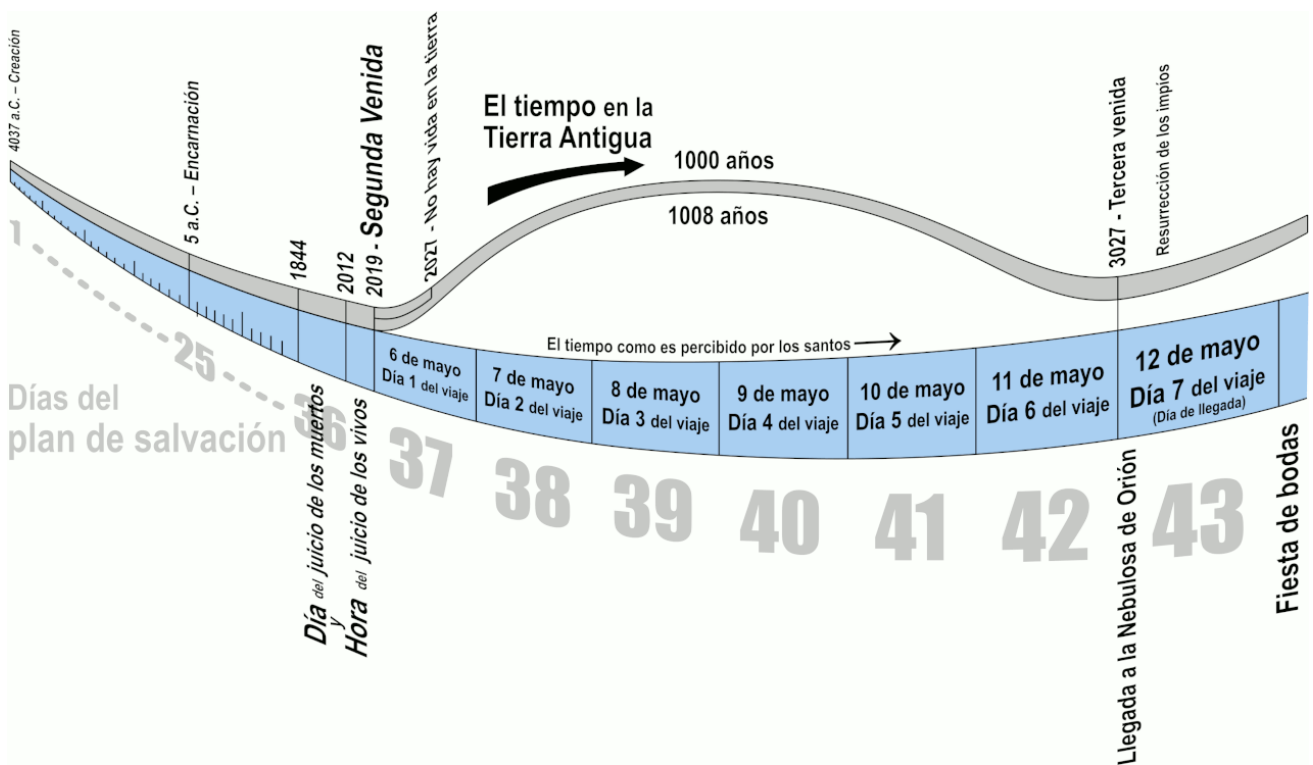 4037 a.C. – Creación
5 a.C. – Encarnación
1844
2012
2019 - Segunda Venida
2027 - No hay vida en la tierra
El tiempo en la
Tierra Antigua
1000 años
1008 años
3027 - Tercera venida
Resurrección de los impios
El tiempo como es percibido por los santos
6 de mayo
Día 1 del viaje
7 de mayo
Día 2 del viaje
8 de mayo
Día 3 del viaje
9 de mayo
Día 4 del viaje
10 de mayo
Día 5 del viaje
11 de mayo
Día 6 del viaje
12 de mayo
Día 7 del viaje
(Día de llegada)
1
25
36
37
38
39
40
41
42
43
Días del
plan de salvación
Día del juicio de los muertos
y
Hora del juicio de los vivos
Llegada a la Nebulosa de Orión
Fiesta de bodas